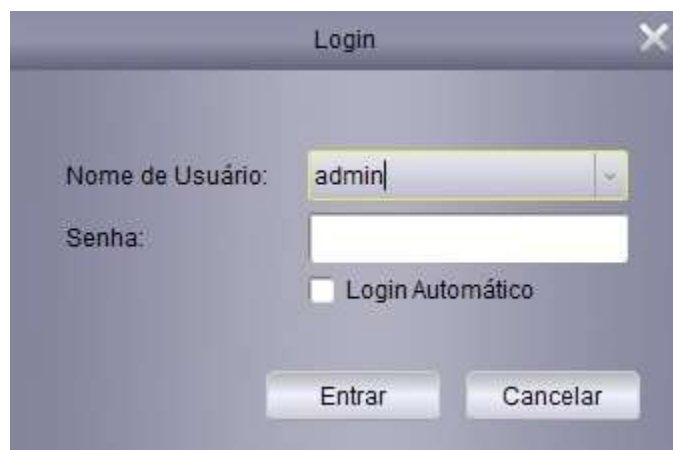 Login
Nome de Usuário: admin
Senha:
Login Automático
Entrar Cancelar